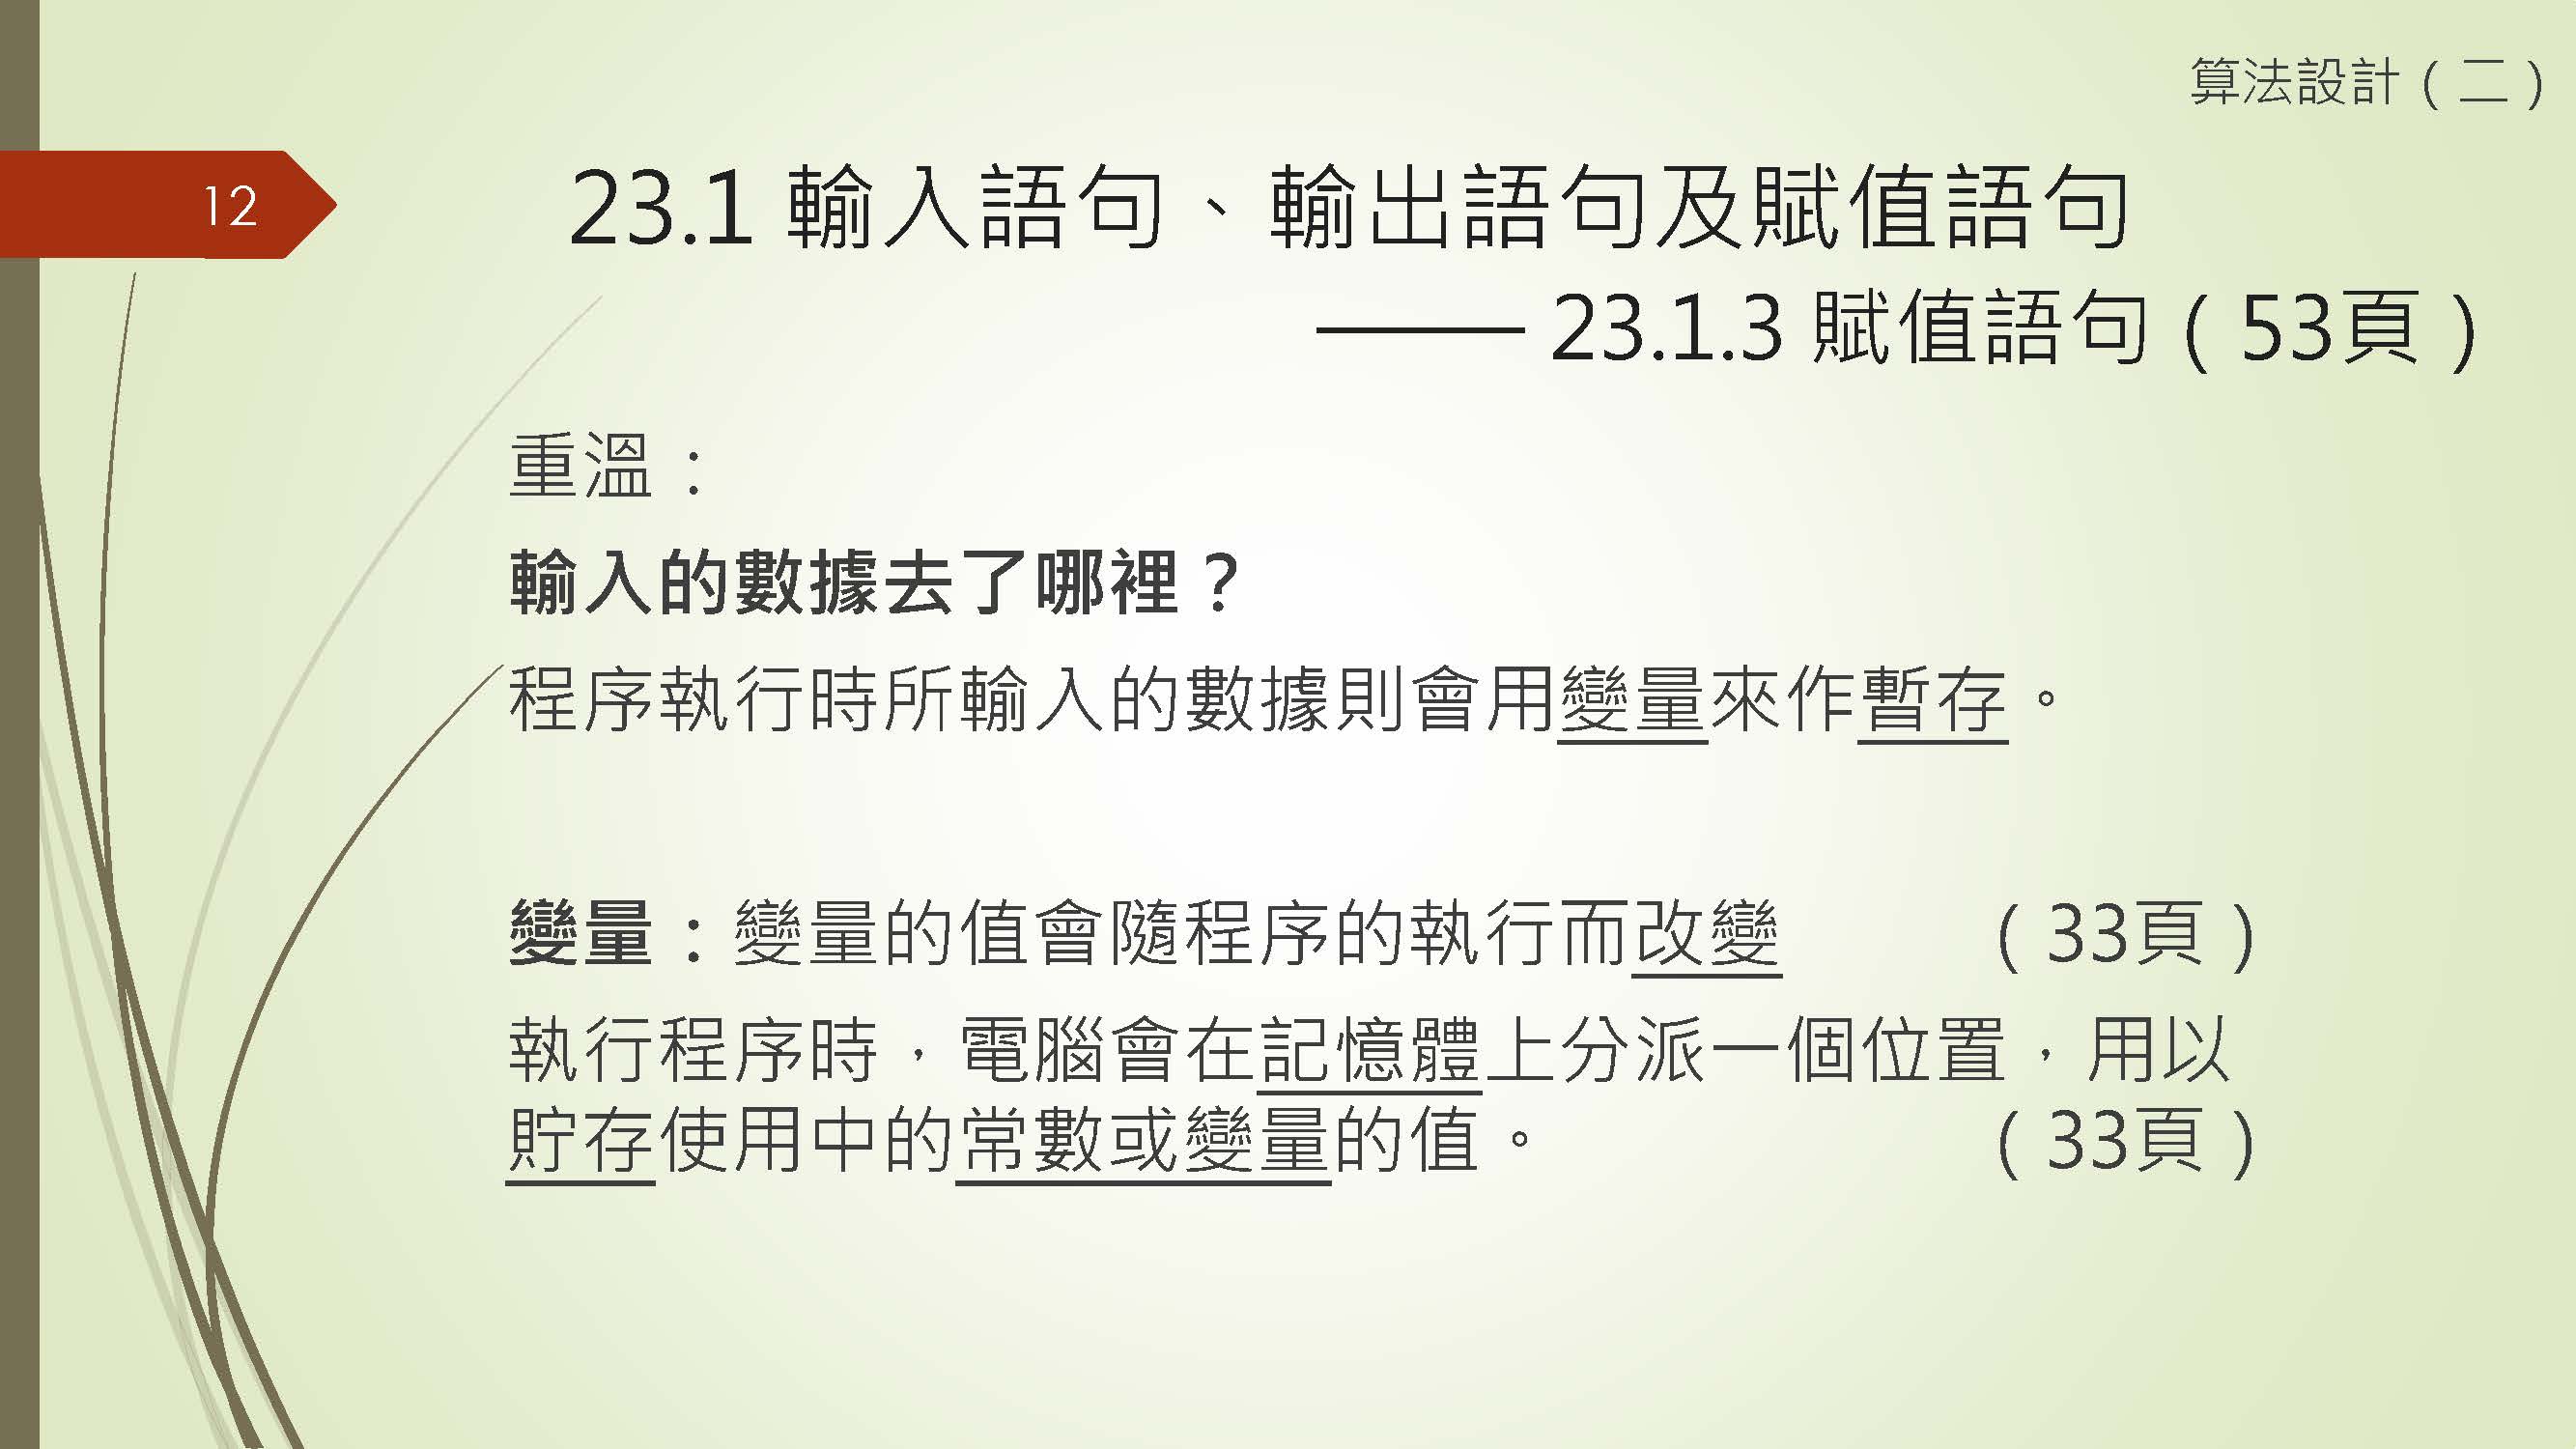 算法設計（二）
12
23.1 輸入語句、輸出語句及賦值語句
—— 23.1.3 賦值語句（53頁）
重溫：
輸入的數據去了哪裡？
程序執行時所輸入的數據則會用變量來作暫存。
變量：變量的值會隨程序的執行而改變 （33頁）
執行程序時，電腦會在記憶體上分派一個位置，用以
貯存使用中的常數或變量的值。 （33頁）